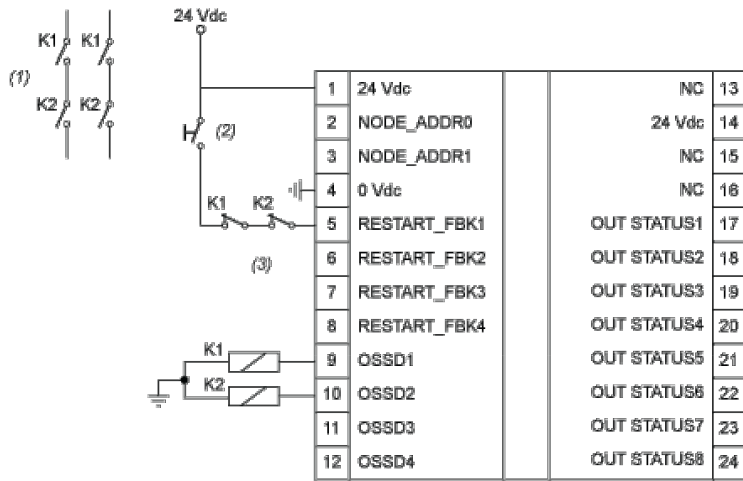 24 Vdc
K1 K1
(1)
K2 K2
(2)
K1 K2
(3)
K1
K2
1 24 Vdc NC 13
2 NODE_ADDR0 24 Vdc 14
3 NODE_ADDR1 NC 15
4 0 Vdc NC 16
5 RESTART_FBK1 OUT STATUS1 17
6 RESTART_FBK2 OUT STATUS2 18
7 RESTART_FBK3 OUT STATUS3 19
8 RESTART_FBK4 OUT STATUS4 20
9 OSSD1 OUT STATUS5 21
10 OSSD2 OUT STATUS6 22
11 OSSD3 OUT STATUS7 23
12 OSSD4 OUT STATUS8 24